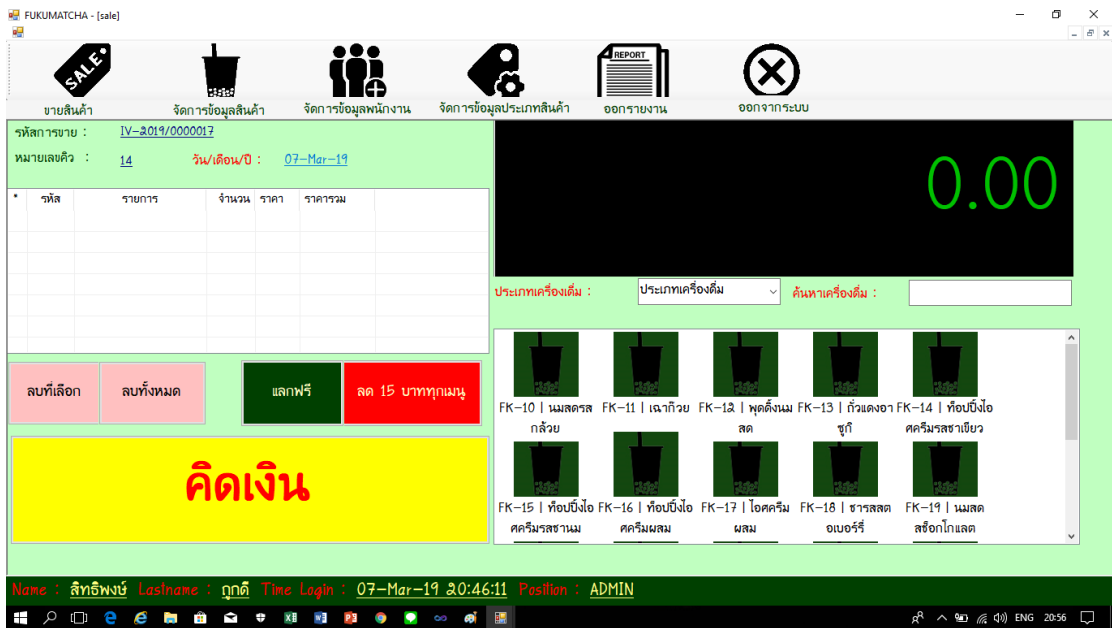 FUKUMATCHA - [sale]
SALE
REPORT
ขายสินค้า จัดการข้อมูลสินค้า จัดการข้อมูลพนักงาน จัดการข้อมูลประเภทสินค้า ออกรายงาน ออกจากระบบ
รหัสการขาย : IV-2019/0000017
หมายเลขคิว : 14 วัน/เดือน/ปี : 07-Mar-19
* รหัส รายการ จำนวน ราคา ราคารวม
0.00
ประเภทเครื่องเดิ่ม : ประเภทเครื่องดื่ม ค้นหาเครื่องดื่ม :
ลบที่เลือก ลบทั้งหมด แลกฟรี ลด 15 บาททุกเมนู
คิดเงิน
FK-10 | นมสดรส FK-11 | เฉาก๊วย FK-12 | พุดดิ้งนม FK-13 | ถั่วแดงอา FK-14 | ท็อปปิ้งไอ
กล้วย สด ซูกิ ศครีมรสชาเขียว
FK-15 | ท็อปปิ้งไอ FK-16 | ท็อปปิ้งไอ FK-17 | ไอศครีม FK-18 | ชารสสต FK-19 | นมสด
ศครีมรสชานม ศครีมผสม ผสม อเบอร์รี่ สช็อกโกแลต
Name : สิทธิพงษ์ Lastname : ถูกดี Time Login : 07-Mar-19 20:46:11 Position : ADMIN
ENG 20:56